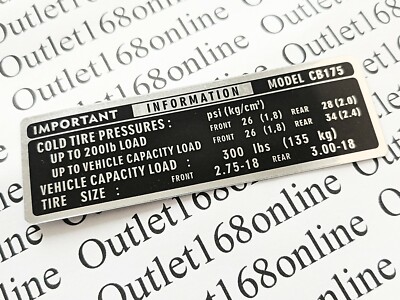 Outlet168online
IMPORTANT INFORMATION MODEL CB175
COLD TIRE PRESSURES : psi (kg/cm²)
UP TO 200lb LOAD FRONT 26 (1,8) REAR 28 (2.0)
UP TO VEHICLE CAPACITY LOAD FRONT 26 (1,8) REAR 34 (2.4)
VEHICLE CAPACITY LOAD : 300 lbs (135 kg)
TIRE SIZE : FRONT 2.75-18 REAR 3.00-18
Outlet168online
Outlet168online